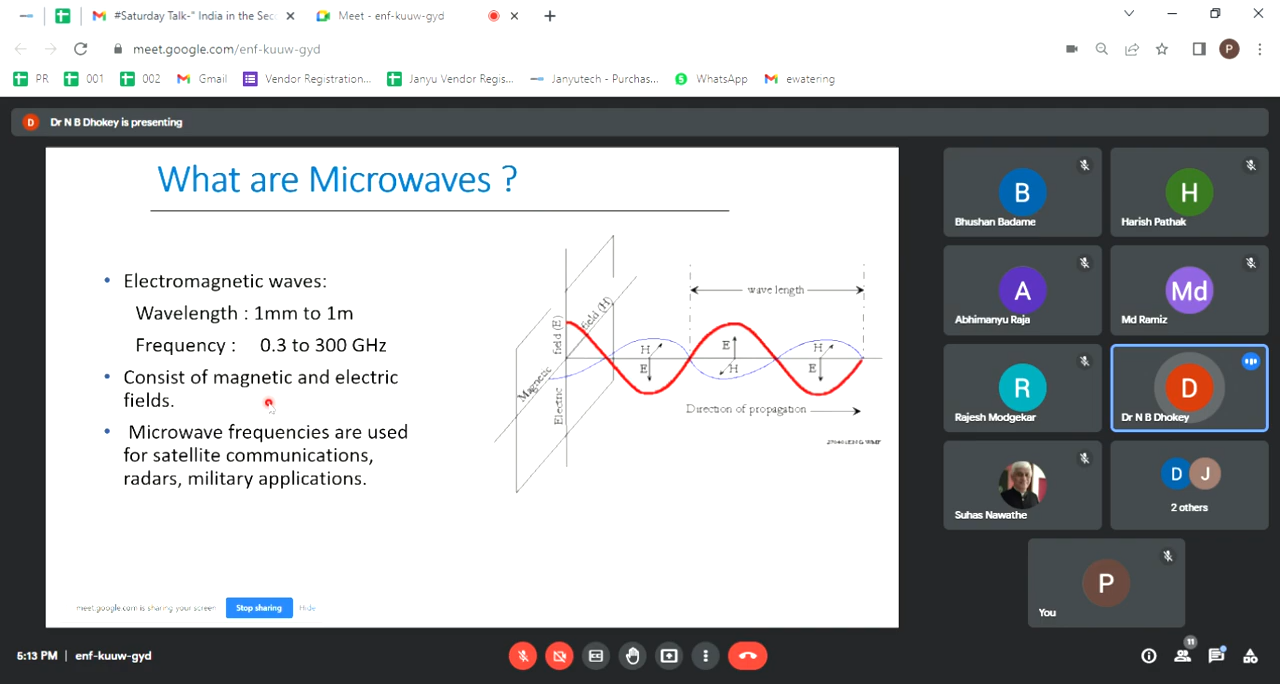 #Saturday Talk-" India in the Sec
Meet - enf-kuuw-gyd
meet.google.com/enf-kuuw-gyd
P
PR
001
002
Gmail
Vendor Registration...
Janyu Vendor Regis...
Janyutech - Purchas...
WhatsApp
ewatering
D Dr N B Dhokey is presenting
What are Microwaves ?
• Electromagnetic waves:
Wavelength : 1mm to 1m
Frequency : 0.3 to 300 GHz
• Consist of magnetic and electric
fields.
• Microwave frequencies are used
for satellite communications,
radars, military applications.
Magnetic field (H)
Electric field (E)
wave length
H
E
E
H
H
E
Direction of propagation
meet.google.com is sharing your screen
Stop sharing
Hide
B
Bhushan Badame
H
Harish Pathak
A
Abhimanyu Raja
Md
Md Ramiz
R
Rajesh Modgekar
D
Dr N B Dhokey
Suhas Nawathe
D J
2 others
P
You
5:13 PM | enf-kuuw-gyd
11